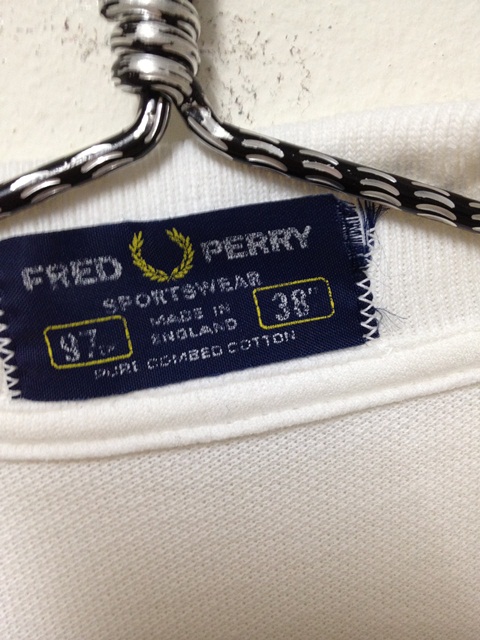 FRED PERRY
SPORTSWEAR
97cm MADE IN ENGLAND 38"
PURE COMBED COTTON